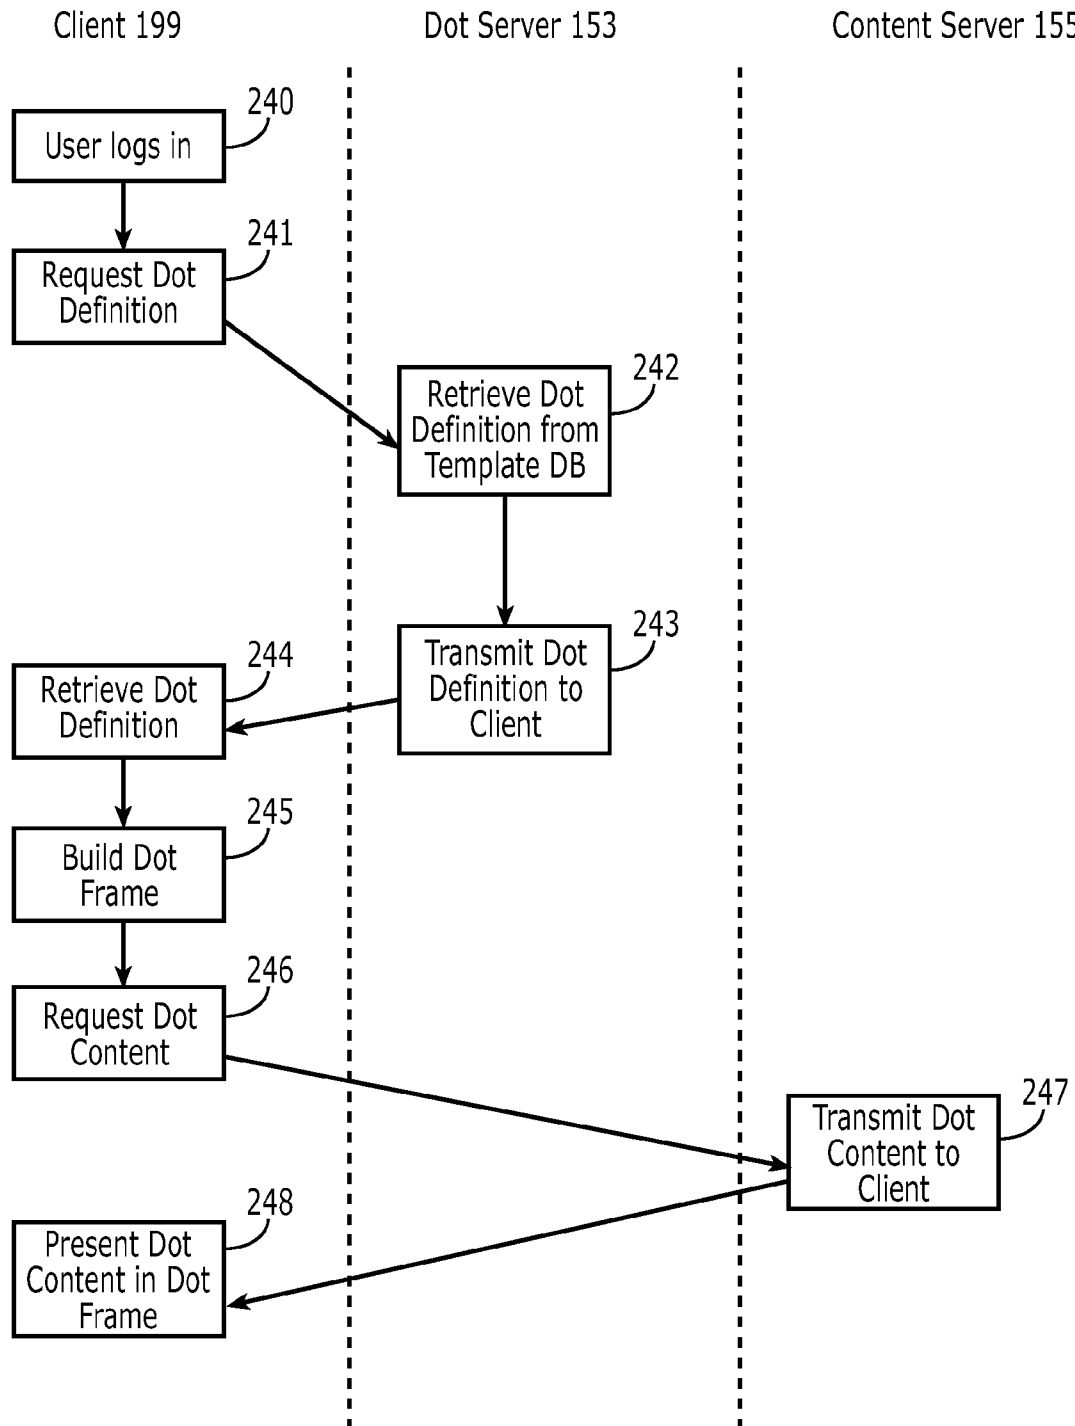 Client 199
Dot Server 153
Content Server 155
240
User logs in
241
Request Dot
Definition
242
Retrieve Dot
Definition from
Template DB
243
Transmit Dot
Definition to
Client
244
Retrieve Dot
Definition
245
Build Dot
Frame
246
Request Dot
Content
247
Transmit Dot
Content to
Client
248
Present Dot
Content in Dot
Frame